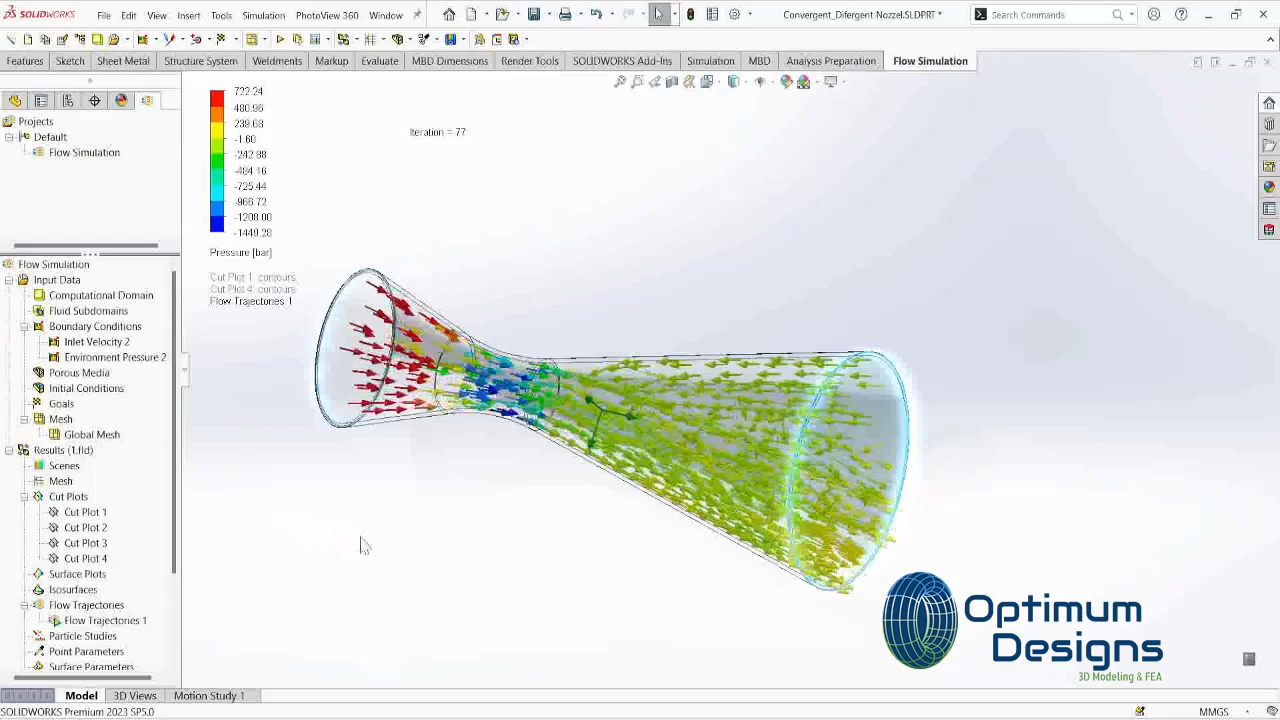 SOLIDWORKS File Edit View Insert Tools Simulation PhotoView 360 Window Convergent_Difergent Nozzel.SLDPRT * Search Commands
Features Sketch Sheet Metal Structure System Weldments Markup Evaluate MBD Dimensions Render Tools SOLIDWORKS Add-Ins Simulation MBD Analysis Preparation Flow Simulation
Projects
Default
Flow Simulation
Flow Simulation
Input Data
Computational Domain
Fluid Subdomains
Boundary Conditions
Inlet Velocity 2
Environment Pressure 2
Porous Media
Initial Conditions
Goals
Mesh
Global Mesh
Results (1.fld)
Scenes
Mesh
Cut Plots
Cut Plot 1
Cut Plot 2
Cut Plot 3
Cut Plot 4
Surface Plots
Isosurfaces
Flow Trajectories
Flow Trajectories 1
Particle Studies
Point Parameters
Surface Parameters
722.24
480.96
239.68
-1.60
-242.88
-484.16
-725.44
-966.72
-1208.00
-1449.28
Pressure [bar]
Cut Plot 1: contours
Cut Plot 4: contours
Flow Trajectories 1
Iteration = 77
Optimum
Designs
3D Modeling & FEA
Model 3D Views Motion Study 1
SOLIDWORKS Premium 2023 SP5.0 MMGS